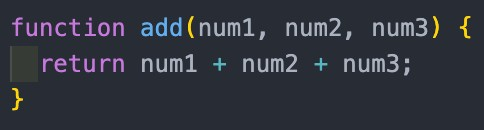 function add(num1, num2, num3) {
  return num1 + num2 + num3;
}